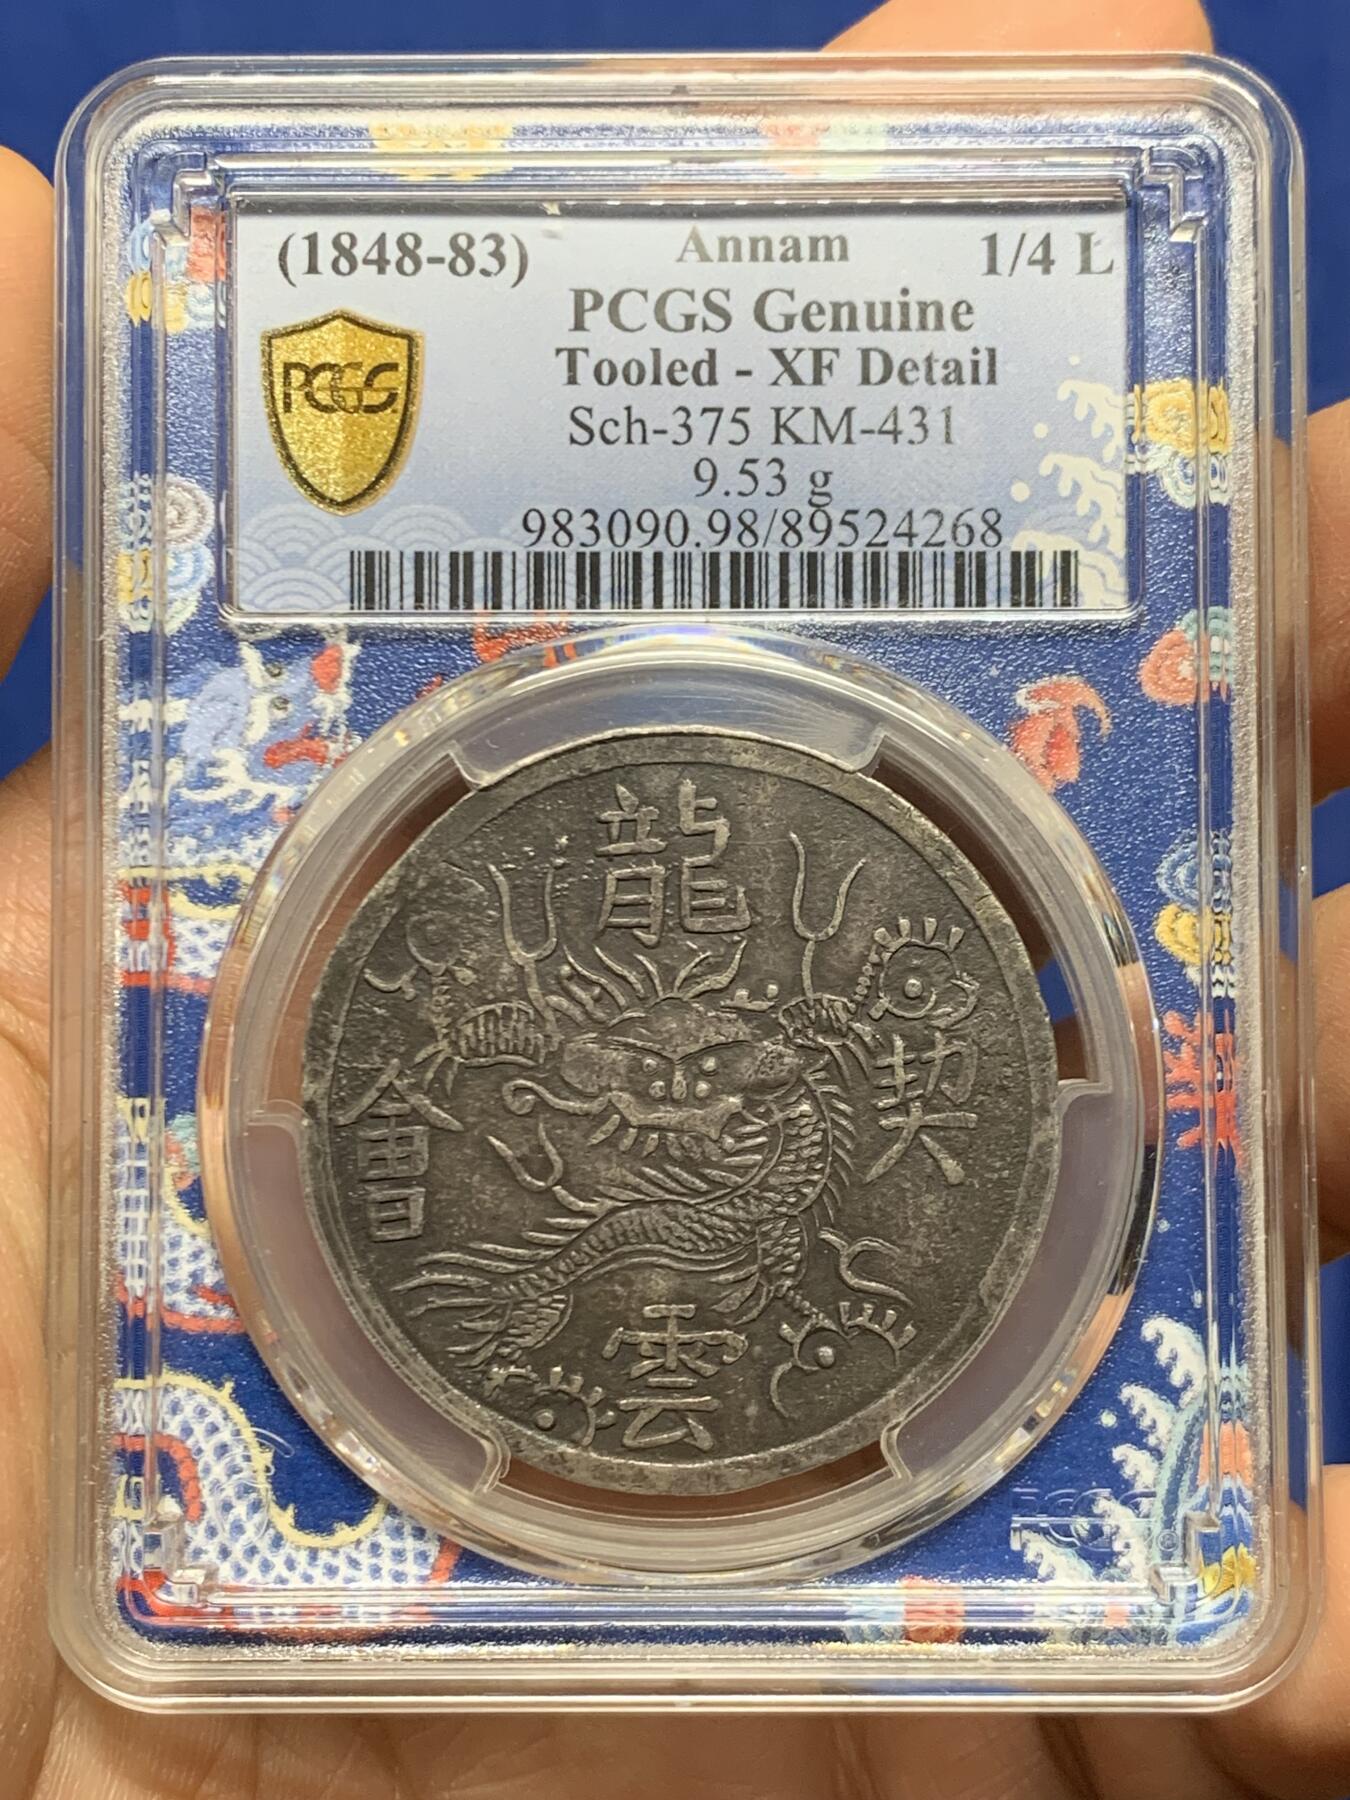 (1848-83) Annam 1/4 L
PCGS Genuine
Tooled - XF Detail
Sch-375 KM-431
9.53 g
983090.98/89524268
PCGS
龍
會 契
雲
PCGS